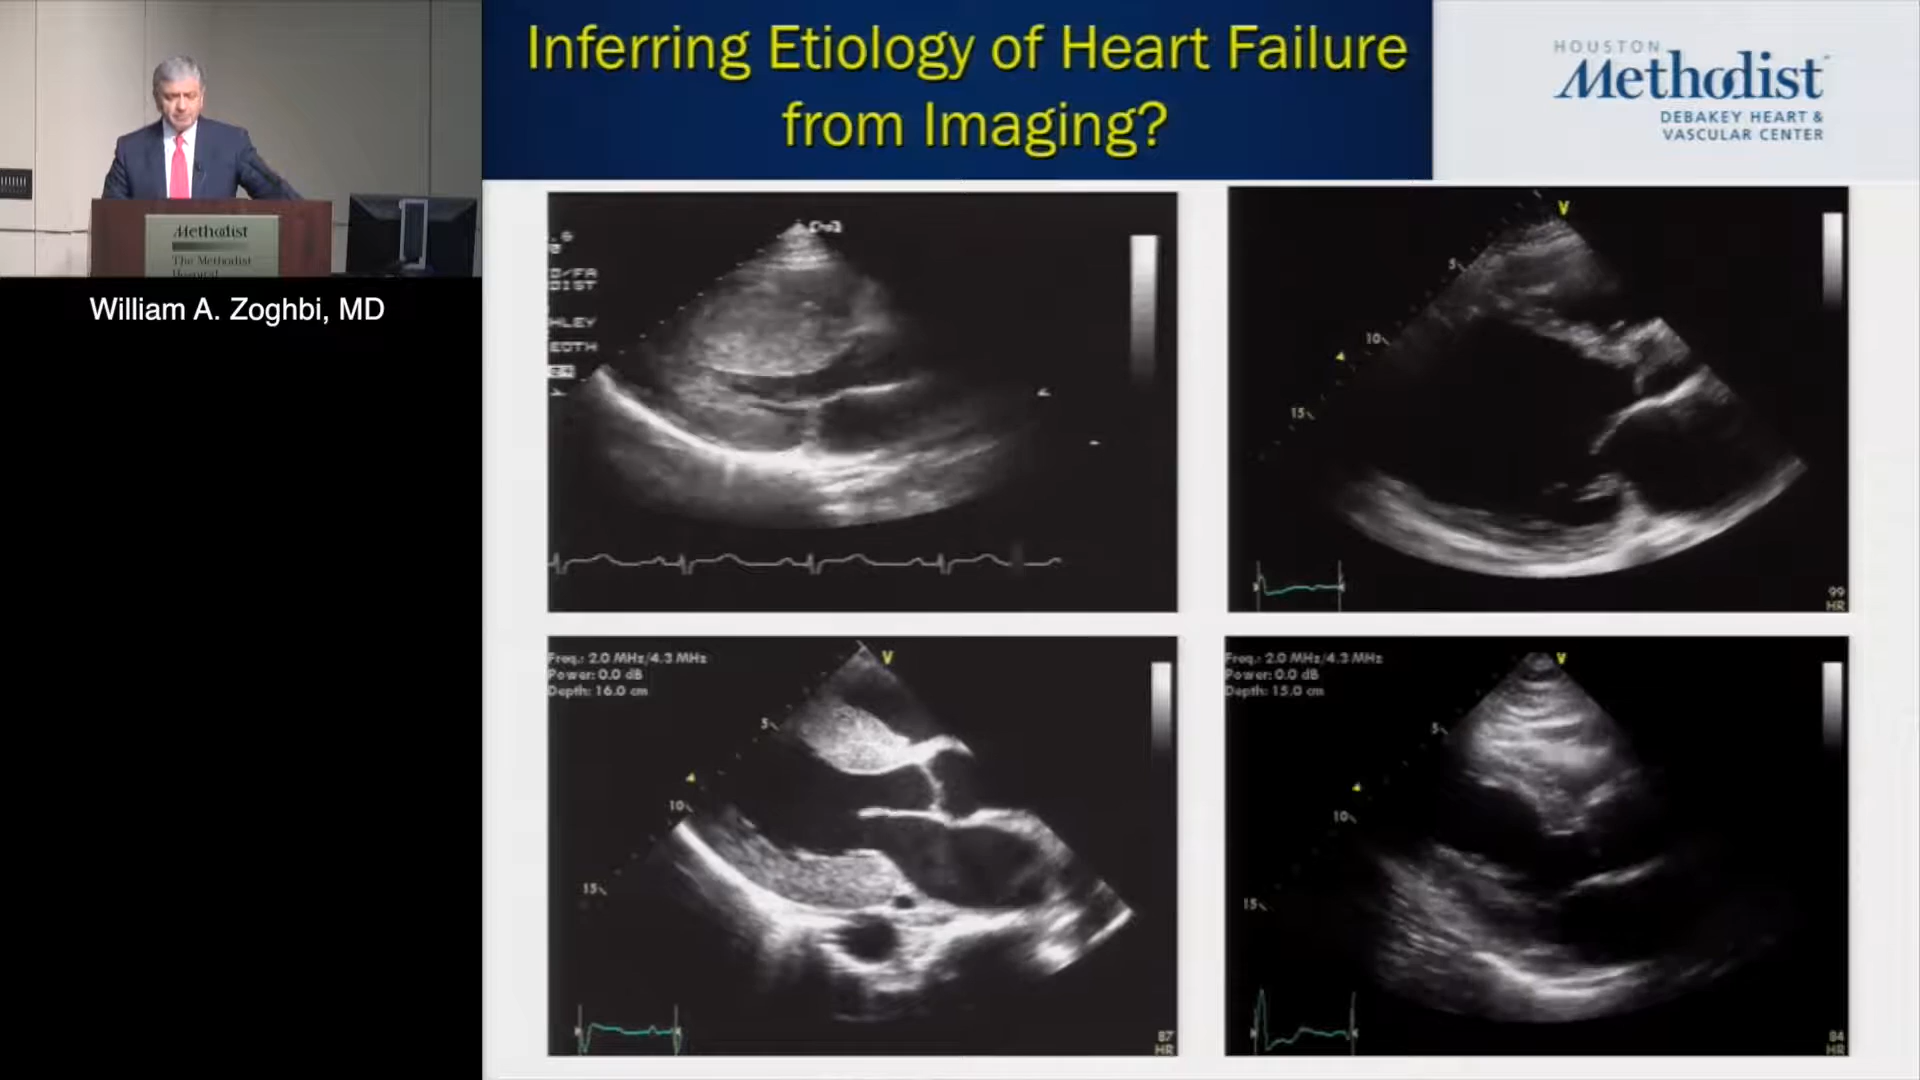 Inferring Etiology of Heart Failure
from Imaging?
HOUSTON
Methodist
DEBAKEY HEART &
VASCULAR CENTER
Methodist
The Methodist
Hospital
William A. Zoghbi, MD
V
5
10
15
99
HR
Freq.: 2.0 MHz/4.3 MHz
Power: 0.0 dB
Depth: 16.0 cm
V
5
10
15
87
HR
Freq.: 2.0 MHz/4.3 MHz
Power: 0.0 dB
Depth: 15.0 cm
V
5
10
15
84
HR